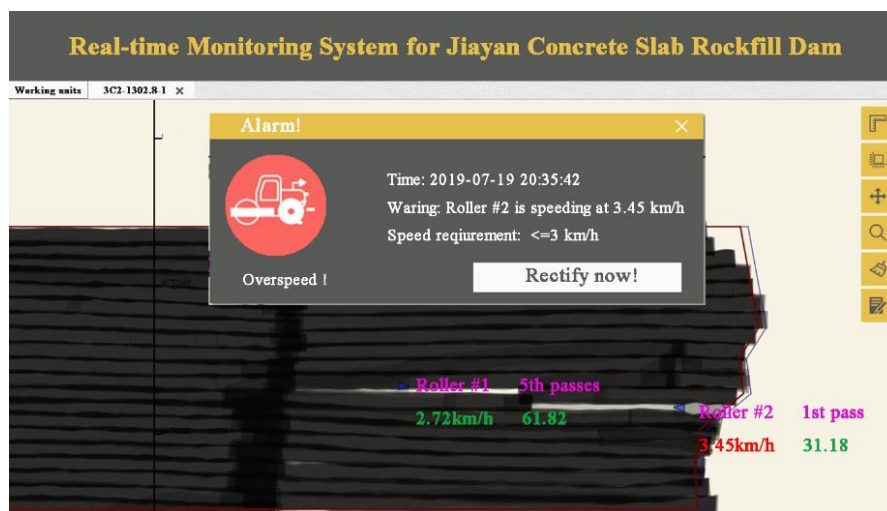 Real-time Monitoring System for Jiayan Concrete Slab Rockfill Dam
Working units 3C2-1302.8-1 ×
Alarm! ×
Time: 2019-07-19 20:35:42
Waring: Roller #2 is speeding at 3.45 km/h
Speed reqiurement: <=3 km/h
Overspeed ! Rectify now!
Roller #1 5th passes
2.72km/h 61.82
Roller #2 1st pass
3.45km/h 31.18